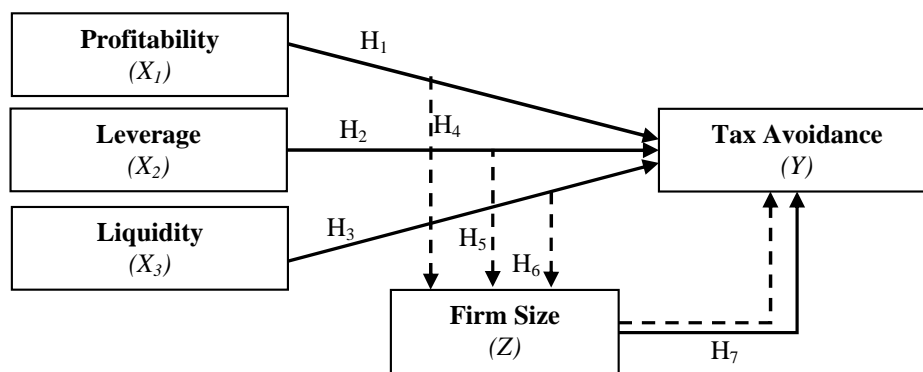 Profitability
(X₁)
H₁
Leverage
(X₂)
H₂
H₄
Tax Avoidance
(Y)
Liquidity
(X₃)
H₃
H₅
H₆
Firm Size
(Z)
H₇